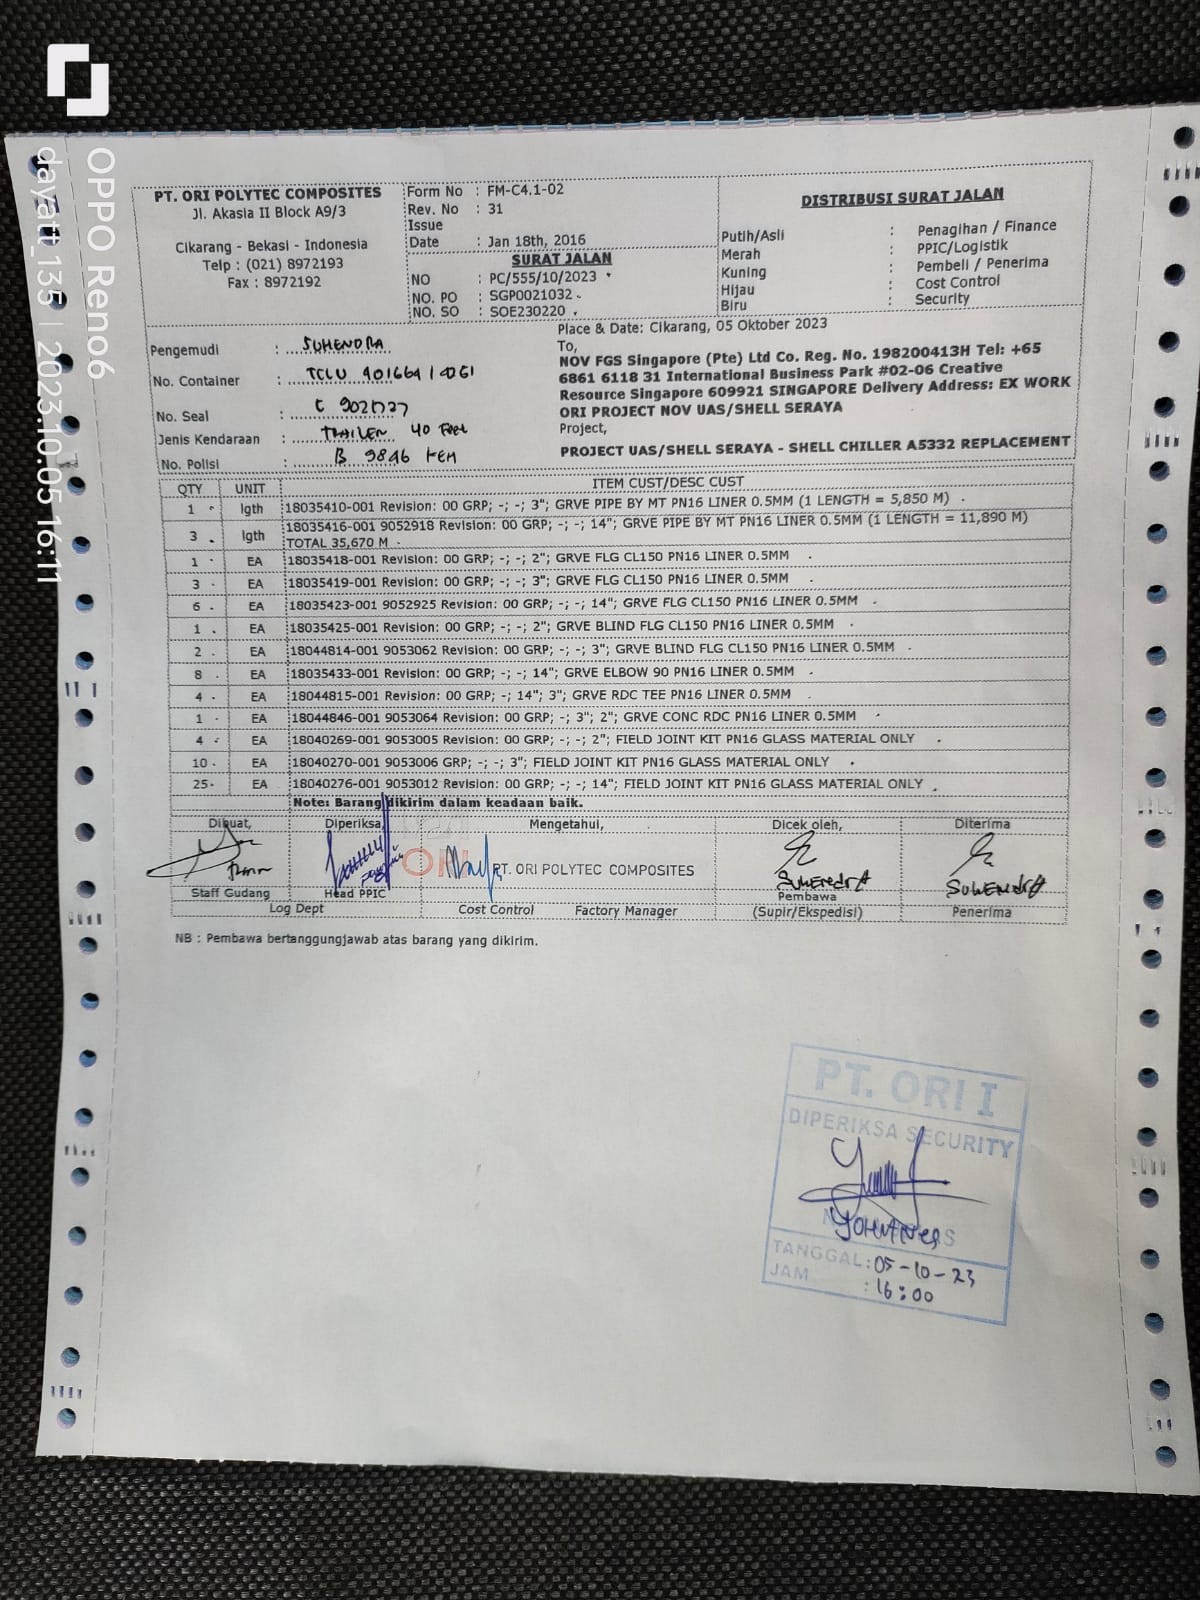 OPPO Reno6
dayatt_135 | 2023.10.05 16:11
PT. ORI POLYTEC COMPOSITES
Jl. Akasia II Block A9/3
Cikarang - Bekasi - Indonesia
Telp : (021) 8972193
Fax : 8972192
Form No : FM-C4.1-02
Rev. No : 31
Issue
Date : Jan 18th, 2016
SURAT JALAN
NO : PC/555/10/2023
NO. PO : SGP0021032
NO. SO : SOE230220
DISTRIBUSI SURAT JALAN
Putih/Asli : Penagihan / Finance
Merah : PPIC/Logistik
Kuning : Pembeli / Penerima
Hijau : Cost Control
Biru : Security
Pengemudi : SUHENDRA
No. Container : TCLU 901664 1
No. Seal :
Jenis Kendaraan : TRAILER 40 Feet
No. Polisi : B 9846
Place & Date: Cikarang, 05 Oktober 2023
To,
NOV FGS Singapore (Pte) Ltd Co. Reg. No. 198200413H Tel: +65
6861 6118 31 International Business Park #02-06 Creative
Resource Singapore 609921 SINGAPORE Delivery Address: EX WORK
ORI PROJECT NOV UAS/SHELL SERAYA
Project,
PROJECT UAS/SHELL SERAYA - SHELL CHILLER A5332 REPLACEMENT
QTY UNIT ITEM CUST/DESC CUST
1 lgth 18035410-001 Revision: 00 GRP; -; -; 3"; GRVE PIPE BY MT PN16 LINER 0.5MM (1 LENGTH = 5,850 M)
3 lgth 18035416-001 9052918 Revision: 00 GRP; -; -; 14"; GRVE PIPE BY MT PN16 LINER 0.5MM (1 LENGTH = 11,890 M)
TOTAL 35,670 M
1 EA 18035418-001 Revision: 00 GRP; -; -; 2"; GRVE FLG CL150 PN16 LINER 0.5MM
3 EA 18035419-001 Revision: 00 GRP; -; -; 3"; GRVE FLG CL150 PN16 LINER 0.5MM
6 EA 18035423-001 9052925 Revision: 00 GRP; -; -; 14"; GRVE FLG CL150 PN16 LINER 0.5MM
1 EA 18035425-001 Revision: 00 GRP; -; -; 2"; GRVE BLIND FLG CL150 PN16 LINER 0.5MM
2 EA 18044814-001 9053062 Revision: 00 GRP; -; -; 3"; GRVE BLIND FLG CL150 PN16 LINER 0.5MM
8 EA 18035433-001 Revision: 00 GRP; -; -; 14"; GRVE ELBOW 90 PN16 LINER 0.5MM
4 EA 18044815-001 Revision: 00 GRP; -; 14"; 3"; GRVE RDC TEE PN16 LINER 0.5MM
1 EA 18044846-001 9053064 Revision: 00 GRP; -; 3"; 2"; GRVE CONC RDC PN16 LINER 0.5MM
4 EA 18040269-001 9053005 Revision: 00 GRP; -; -; 2"; FIELD JOINT KIT PN16 GLASS MATERIAL ONLY
10 EA 18040270-001 9053006 GRP; -; -; 3"; FIELD JOINT KIT PN16 GLASS MATERIAL ONLY
25 EA 18040276-001 9053012 Revision: 00 GRP; -; -; 14"; FIELD JOINT KIT PN16 GLASS MATERIAL ONLY
Note: Barang dikirim dalam keadaan baik.
Dibuat, Diperiksa, Mengetahui, Dicek oleh, Diterima
ORI PT. ORI POLYTEC COMPOSITES
SUHENDRA SUHENDRA
Staff Gudang Head PPIC Pembawa
Log Dept Cost Control Factory Manager (Supir/Ekspedisi) Penerima
NB : Pembawa bertanggungjawab atas barang yang dikirim.
PT. ORI I
DIPERIKSA SECURITY
TANGGAL : 05-10-23
JAM : 16:00